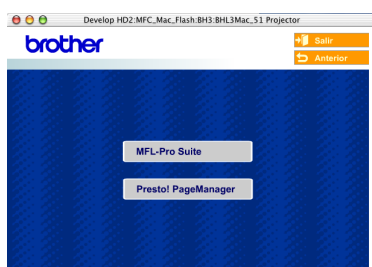 Develop HD2:MFC_Mac_Flash:BH3:BHL3Mac_51 Projector
brother
Salir
Anterior
MFL-Pro Suite
Presto! PageManager